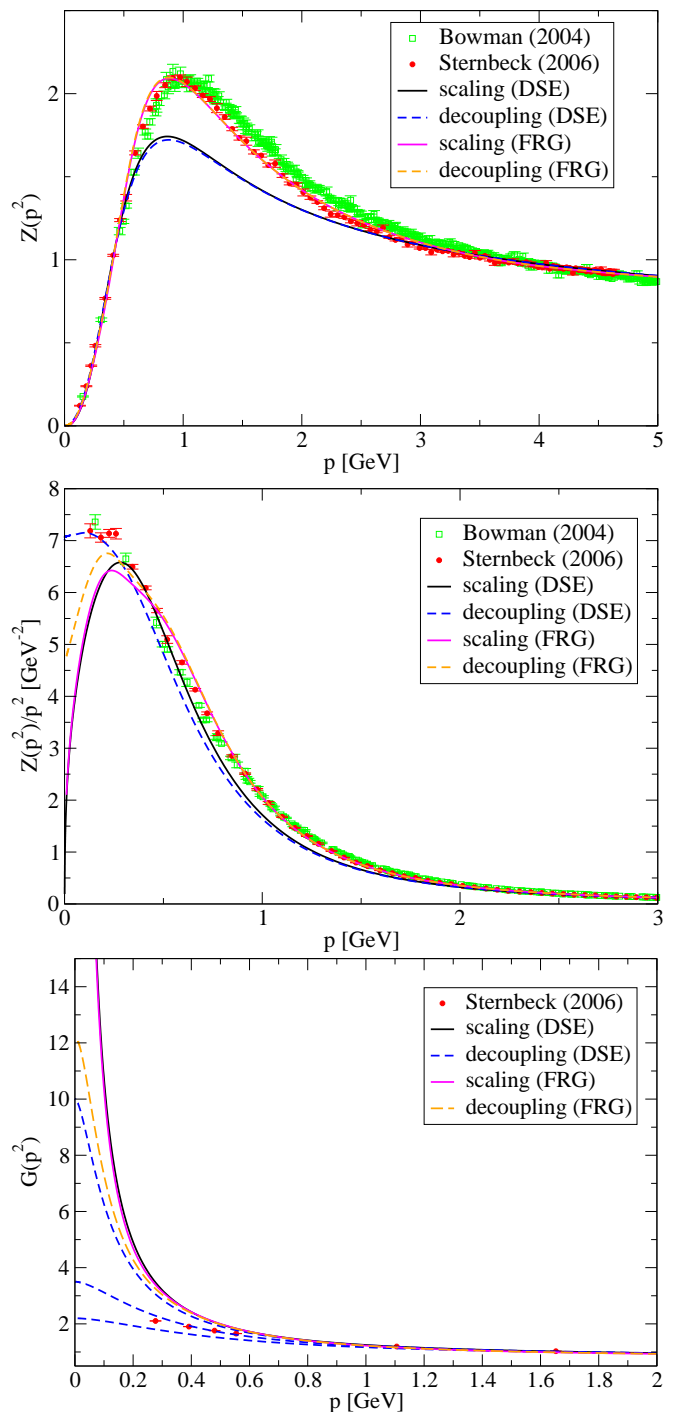 Bowman (2004)
Sternbeck (2006)
scaling (DSE)
decoupling (DSE)
scaling (FRG)
decoupling (FRG)
Z(p²)
2
1
0
0 1 2 3 4 5
p [GeV]
Bowman (2004)
Sternbeck (2006)
scaling (DSE)
decoupling (DSE)
scaling (FRG)
decoupling (FRG)
Z(p²)/p² [GeV⁻²]
8
7
6
5
4
3
2
1
0
0 1 2 3
p [GeV]
Sternbeck (2006)
scaling (DSE)
decoupling (DSE)
scaling (FRG)
decoupling (FRG)
G(p²)
14
12
10
8
6
4
2
0 0.2 0.4 0.6 0.8 1 1.2 1.4 1.6 1.8 2
p [GeV]